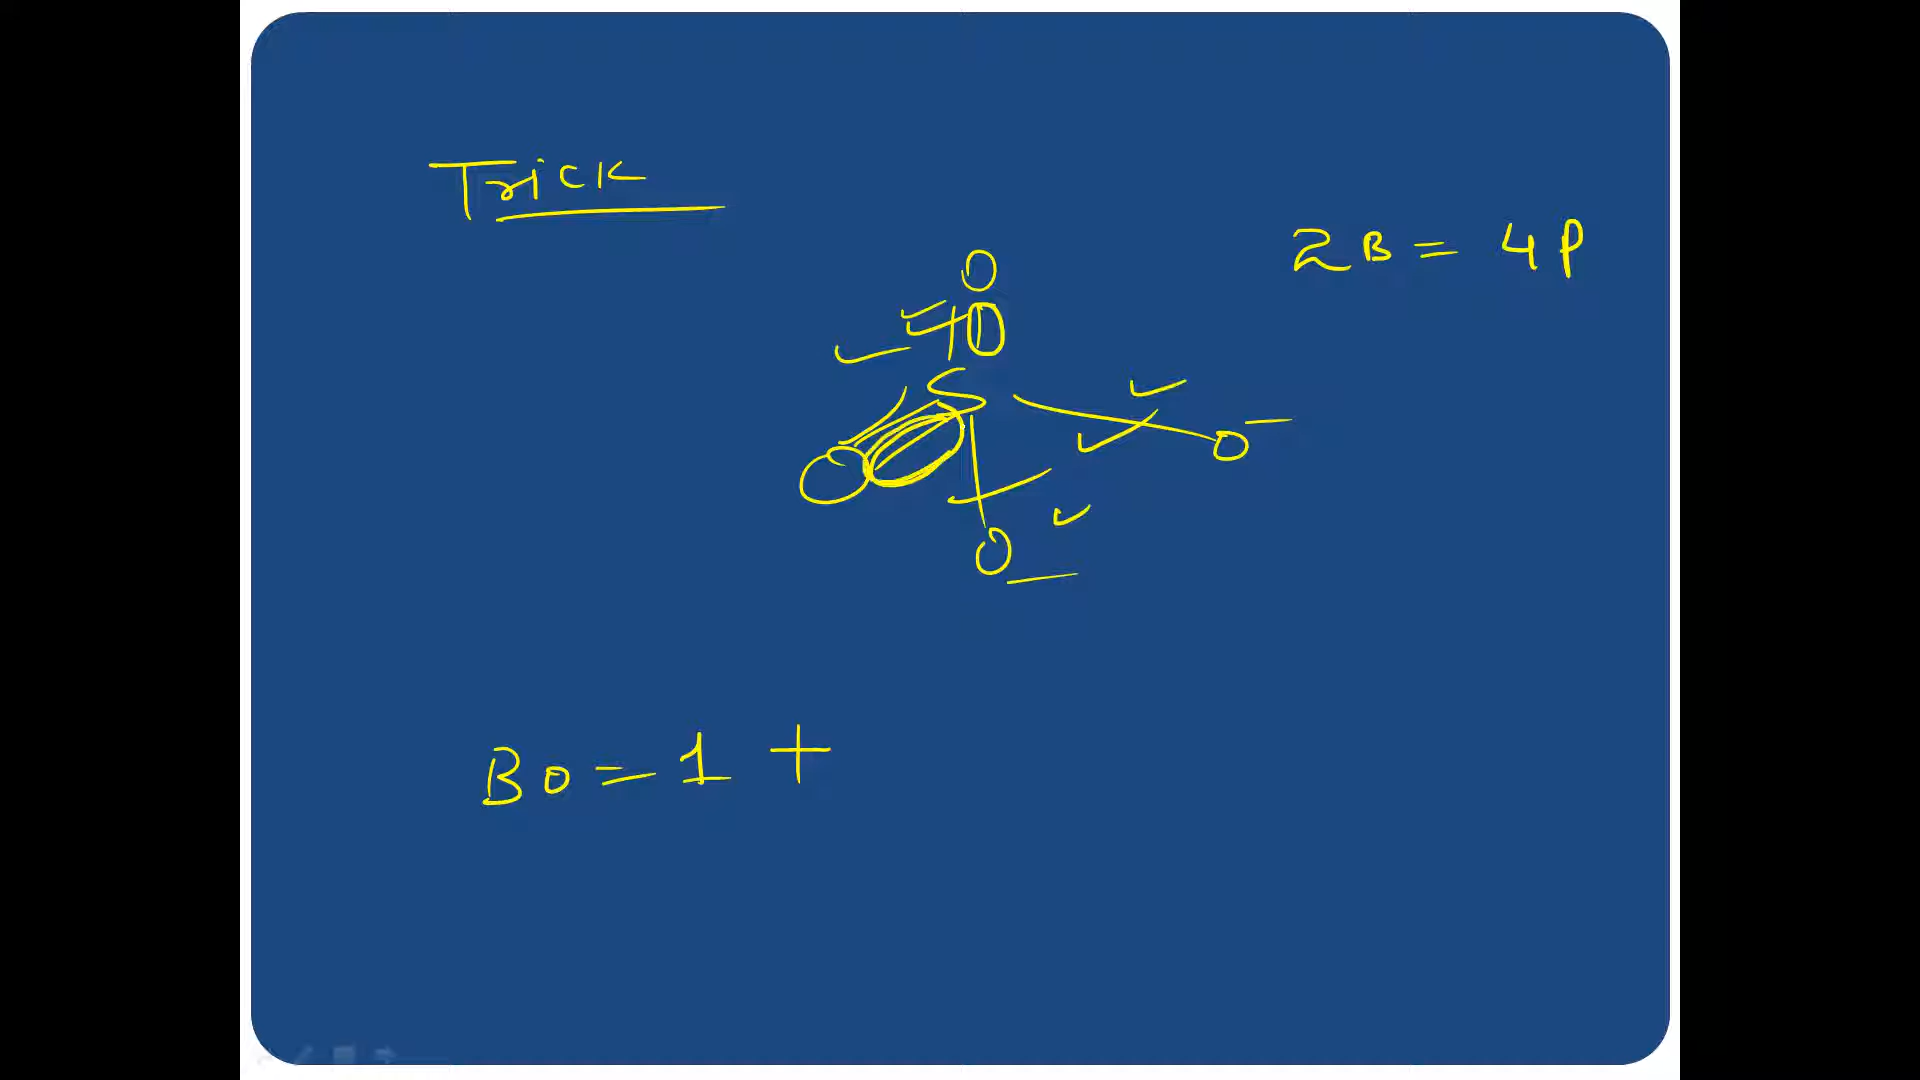 Trick
2B = 4P
O
S
O
O-
O-
BO = 1 +